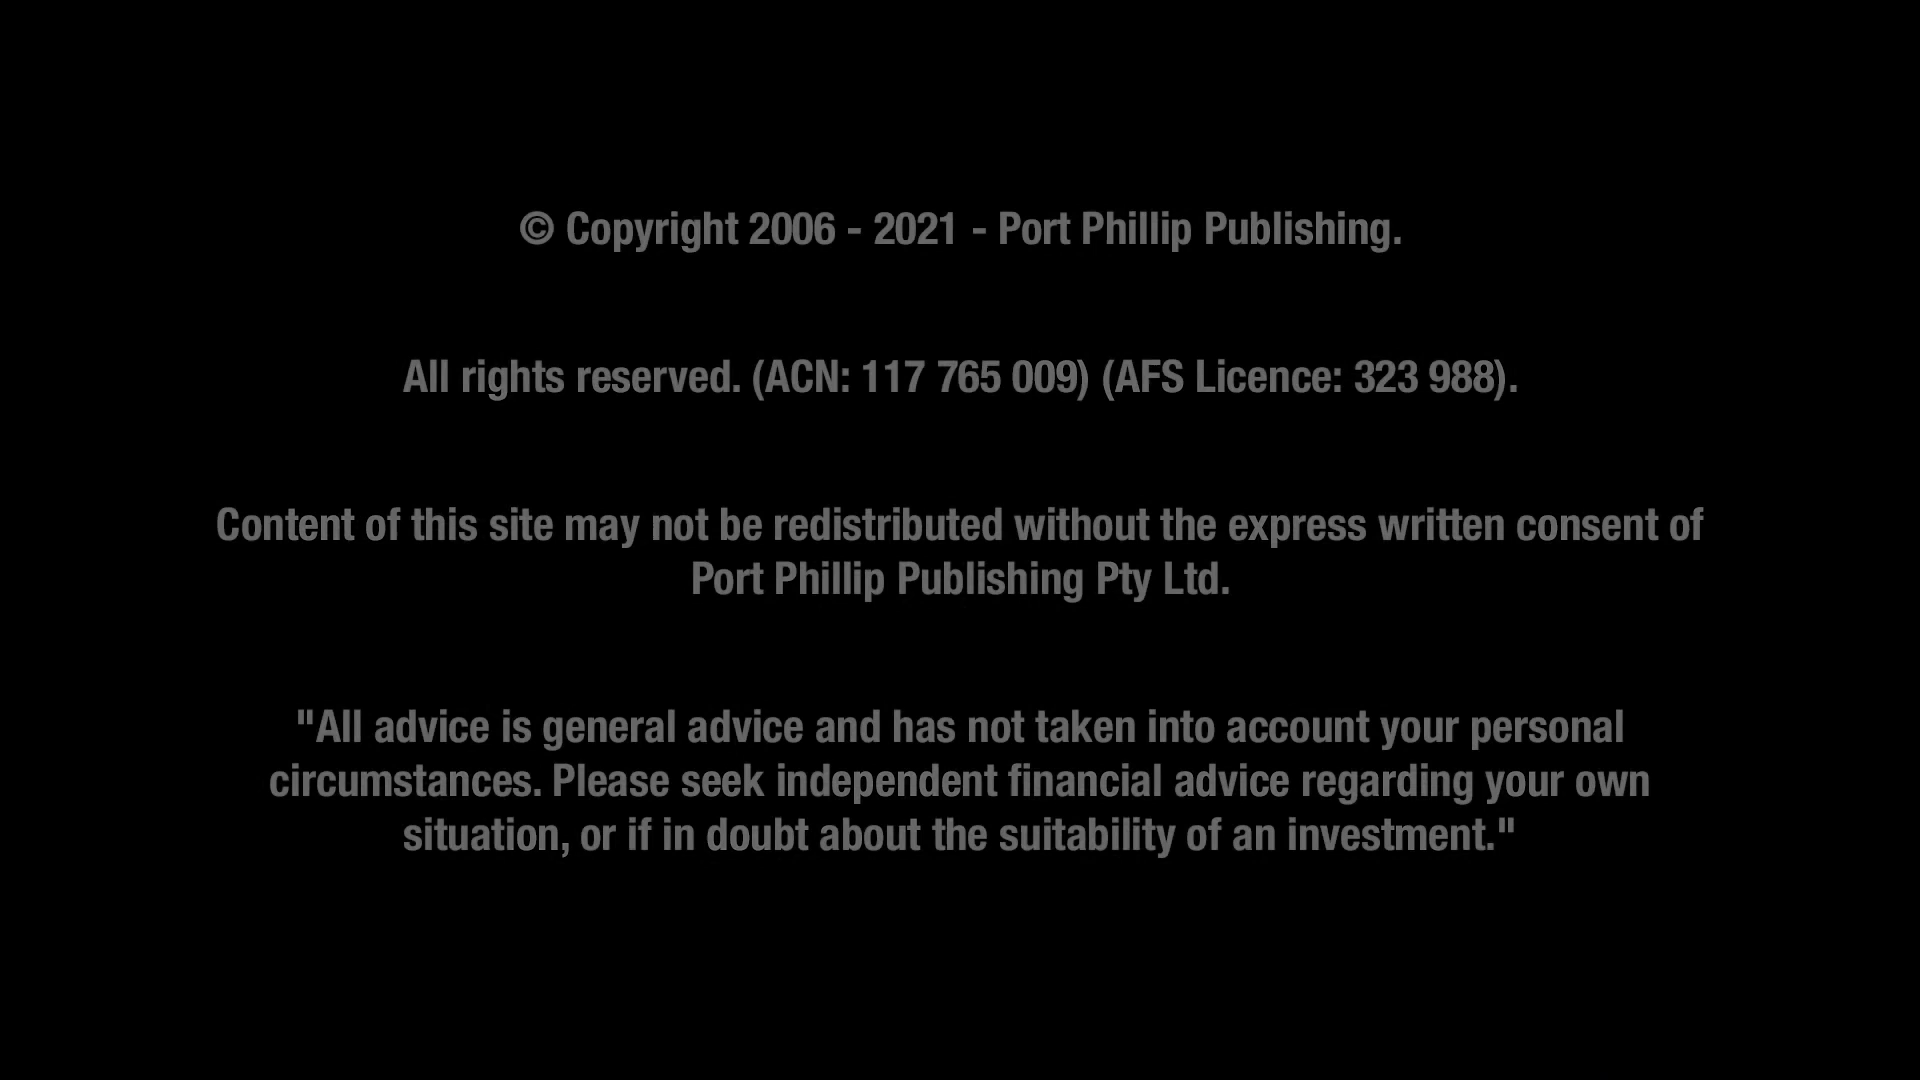 © Copyright 2006 - 2021 - Port Phillip Publishing.
All rights reserved. (ACN: 117 765 009) (AFS Licence: 323 988).
Content of this site may not be redistributed without the express written consent of
Port Phillip Publishing Pty Ltd.
"All advice is general advice and has not taken into account your personal
circumstances. Please seek independent financial advice regarding your own
situation, or if in doubt about the suitability of an investment."